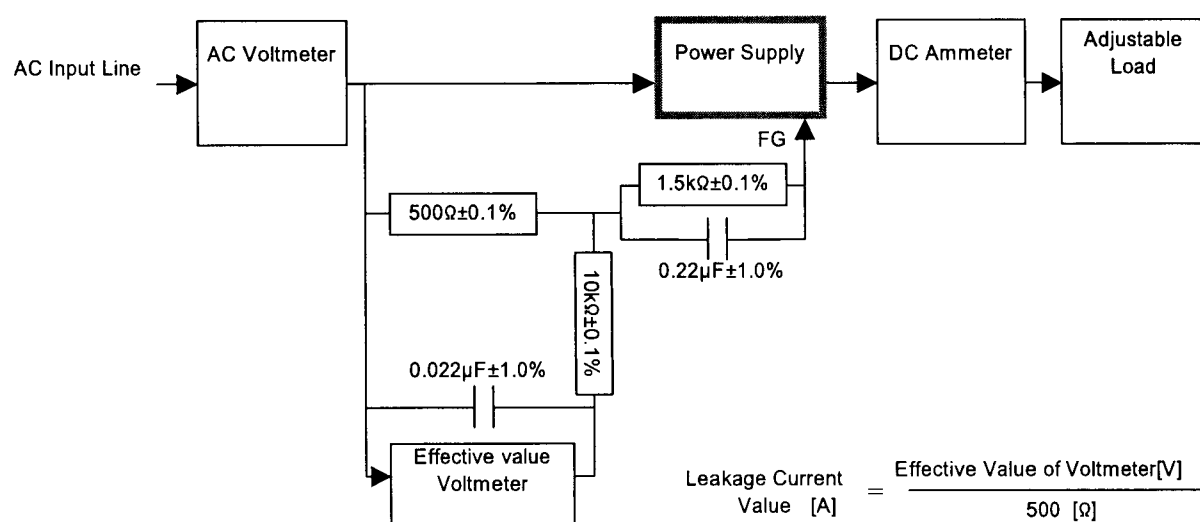 AC Input Line
AC Voltmeter
Power Supply
DC Ammeter
Adjustable
Load
FG
1.5kΩ±0.1%
500Ω±0.1%
0.22µF±1.0%
10kΩ±0.1%
0.022µF±1.0%
Effective value
Voltmeter
Leakage Current
Value [A]
=
Effective Value of Voltmeter[V]
500 [Ω]